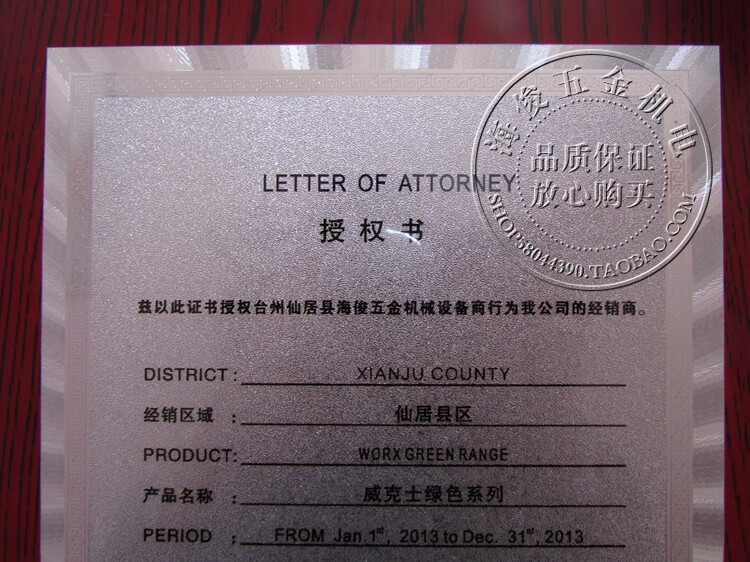 LETTER OF ATTORNEY
授权书
兹以此证书授权台州仙居县海俊五金机械设备商行为我公司的经销商。
DISTRICT: XIANJU COUNTY
经销区域 : 仙居县区
PRODUCT: WORX GREEN RANGE
产品名称 : 威克士绿色系列
PERIOD : FROM Jan.1st, 2013 to Dec. 31st, 2013
海俊五金机电
品质保证
放心购买
SHOP58044390.TAOBAO.COM